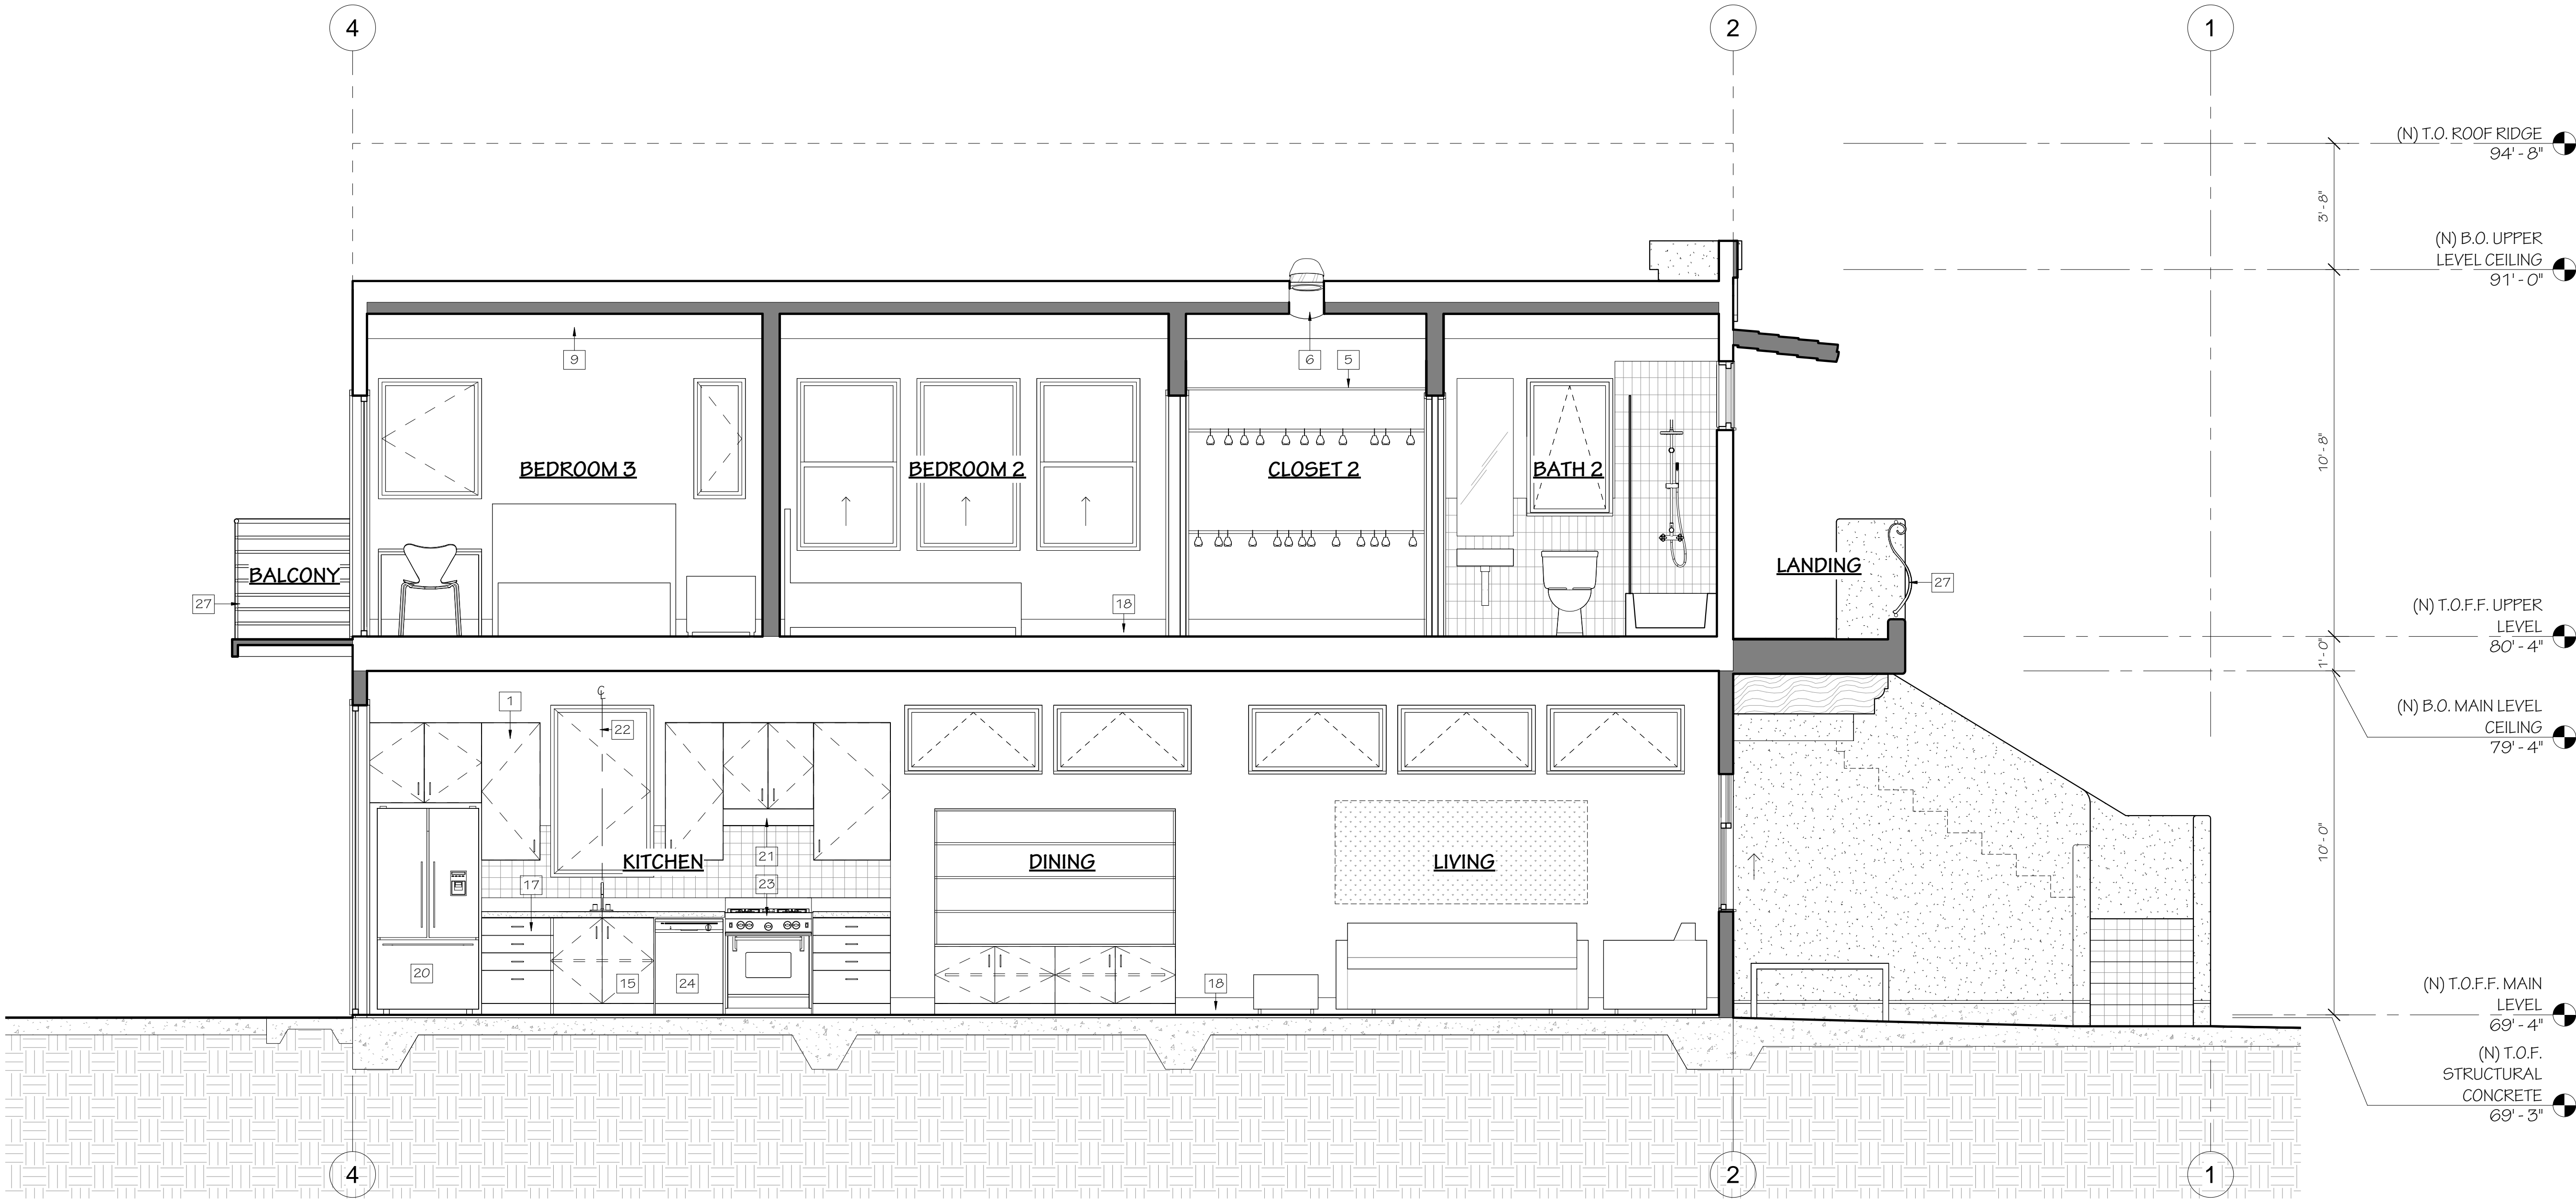 4
2
1
(N) T.O. ROOF RIDGE
94' - 8"
3' - 8"
(N) B.O. UPPER
LEVEL CEILING
91' - 0"
9
6
5
10' - 8"
BEDROOM 3
BEDROOM 2
CLOSET 2
BATH 2
BALCONY
LANDING
27
27
18
(N) T.O.F.F. UPPER
LEVEL
80' - 4"
1' - 0"
1
℄
22
(N) B.O. MAIN LEVEL
CEILING
79' - 4"
21
KITCHEN
DINING
LIVING
10' - 0"
17
23
20
15
24
18
(N) T.O.F.F. MAIN
LEVEL
69' - 4"
(N) T.O.F.
STRUCTURAL
CONCRETE
69' - 3"
4
2
1